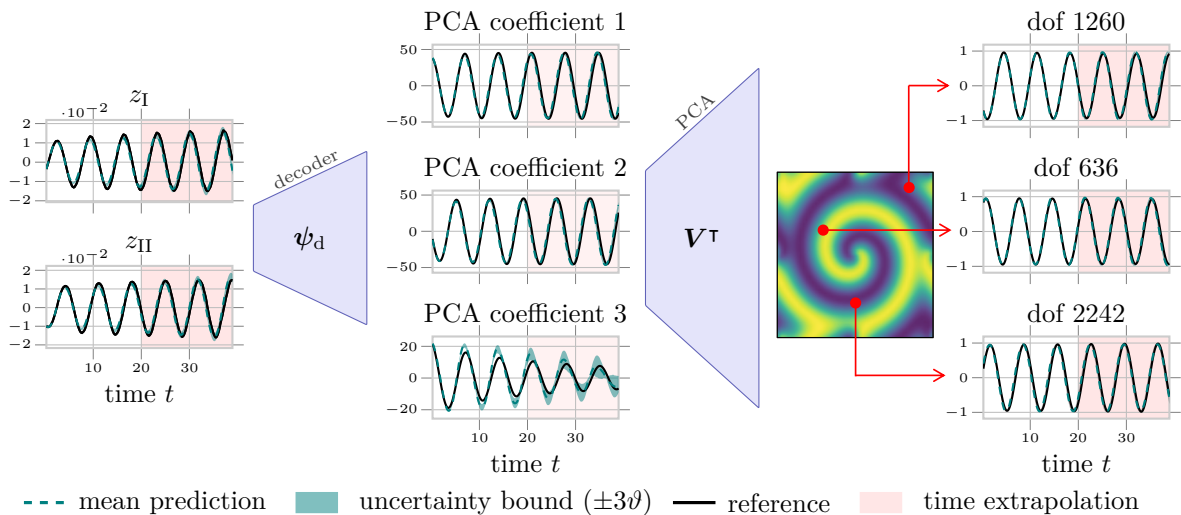 PCA coefficient 1
dof 1260
50
0
−50
1
0
−1
z_I
·10^−2
2
1
0
−1
−2
decoder
ψ_d
PCA
V^T
PCA coefficient 2
50
0
−50
dof 636
1
0
−1
z_II
·10^−2
2
1
0
−1
−2
10 20 30
time t
PCA coefficient 3
20
0
−20
10 20 30
time t
dof 2242
1
0
−1
10 20 30
time t
mean prediction uncertainty bound (±3ϑ) reference time extrapolation